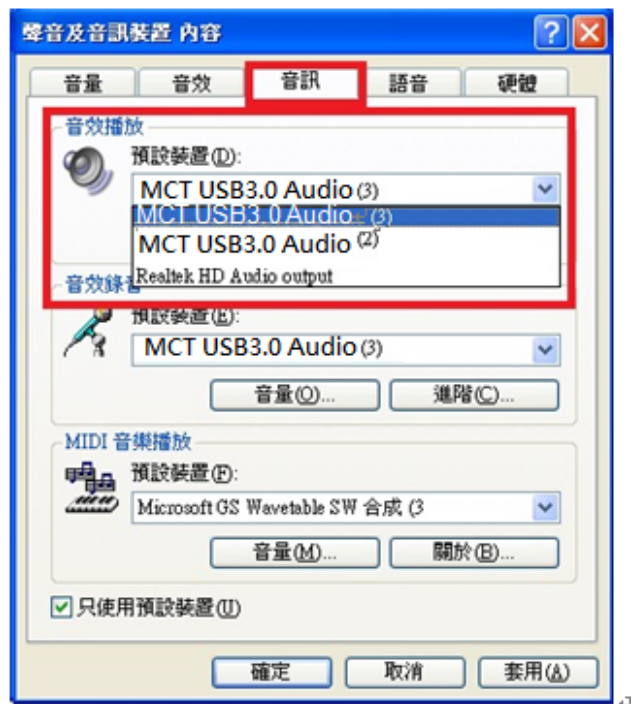 聲音及音訊裝置 內容
音量 音效 音訊 語音 硬體
音效播放
預設裝置(D):
MCT USB3.0 Audio (3)
MCT USB3.0 Audio (3)
MCT USB3.0 Audio (2)
Realtek HD Audio output
音效錄音
預設裝置(E):
MCT USB3.0 Audio (3)
音量(O)... 進階(C)...
MIDI 音樂播放
預設裝置(F):
Microsoft GS Wavetable SW 合成 (3
音量(M)... 關於(B)...
只使用預設裝置(U)
確定 取消 套用(A)